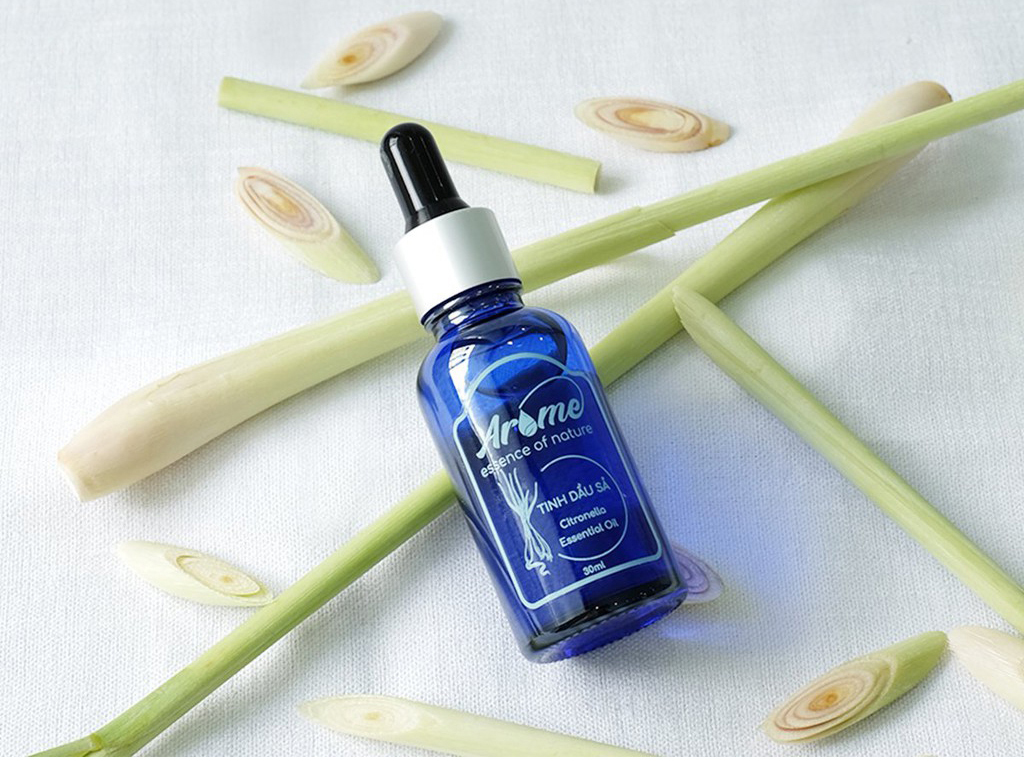 Arome
essence of nature
TINH DẦU SẢ
Citronella
Essential Oil
30ml